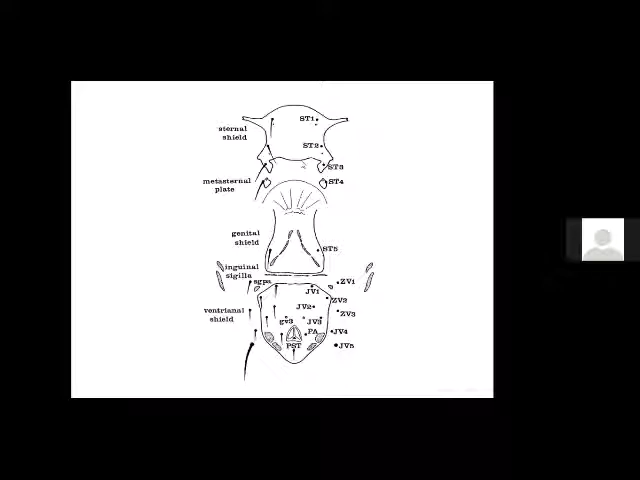 ST1
sternal
shield
ST2
ST3
metasternal
plate
ST4
genital
shield
ST5
inguinal
sigilla
sgpa
ZV1
JV1
ZV2
JV2
ventrianal
shield
ZV3
gv3
JV3
PA
JV4
PST
JV5